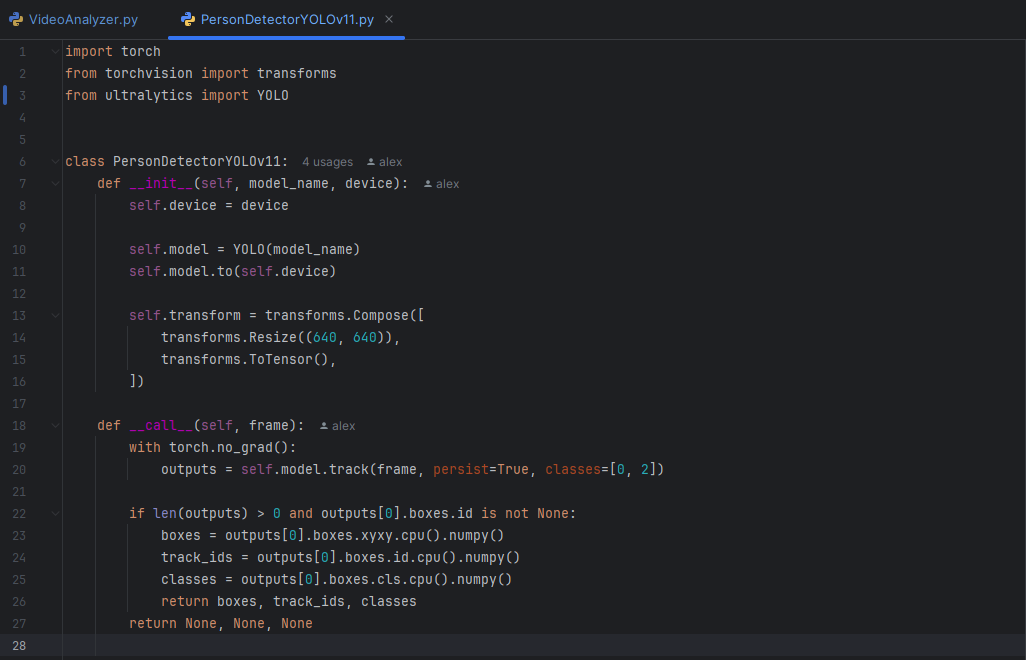 VideoAnalyzer.py PersonDetectorYOLOv11.py ×
1 import torch
2 from torchvision import transforms
3 from ultralytics import YOLO
4
5
6 class PersonDetectorYOLOv11: 4 usages alex
7     def __init__(self, model_name, device): alex
8         self.device = device
9
10         self.model = YOLO(model_name)
11         self.model.to(self.device)
12
13         self.transform = transforms.Compose([
14             transforms.Resize((640, 640)),
15             transforms.ToTensor(),
16         ])
17
18     def __call__(self, frame): alex
19         with torch.no_grad():
20             outputs = self.model.track(frame, persist=True, classes=[0, 2])
21
22         if len(outputs) > 0 and outputs[0].boxes.id is not None:
23             boxes = outputs[0].boxes.xyxy.cpu().numpy()
24             track_ids = outputs[0].boxes.id.cpu().numpy()
25             classes = outputs[0].boxes.cls.cpu().numpy()
26             return boxes, track_ids, classes
27         return None, None, None
28